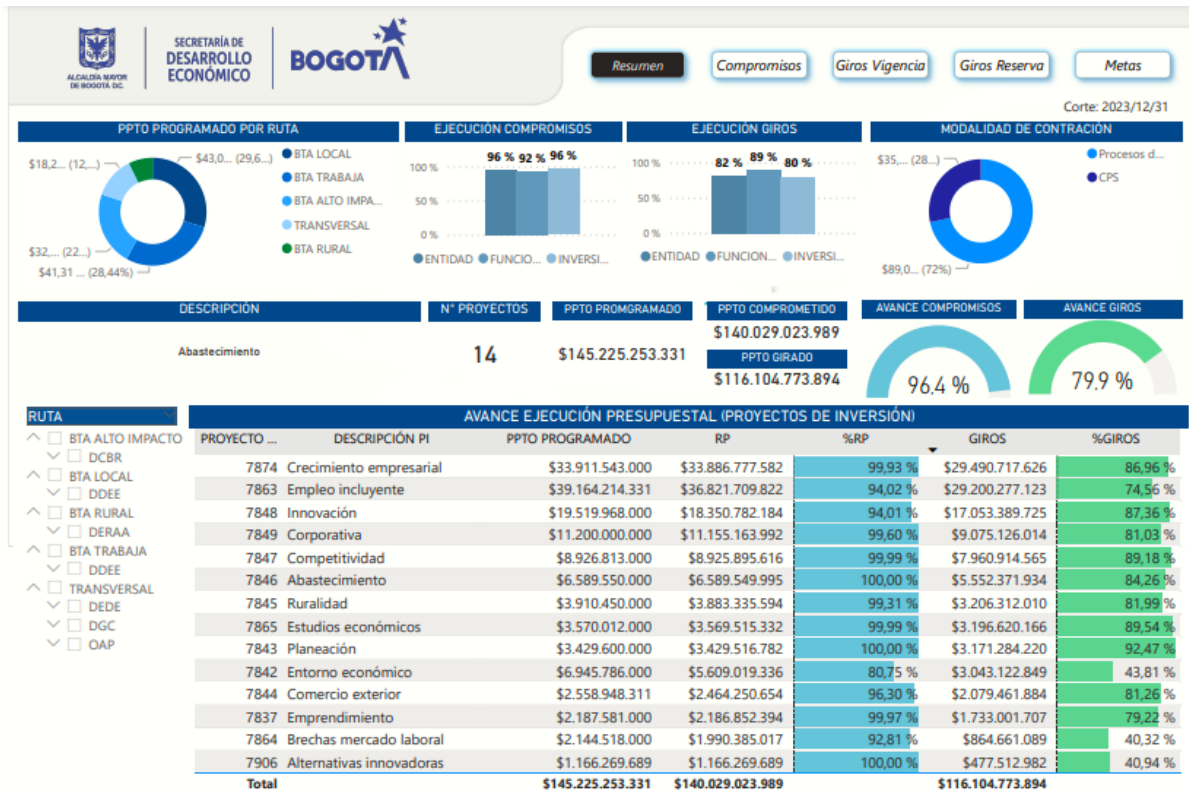 ALCALDÍA MAYOR
DE BOGOTÁ D.C.
SECRETARÍA DE
DESARROLLO
ECONÓMICO
BOGOTÁ
Resumen Compromisos Giros Vigencia Giros Reserva Metas
Corte: 2023/12/31
PPTO PROGRAMADO POR RUTA
$18,2... (12,...)
$43,0... (29,6...)
$32,... (22...)
$41,31 ... (28,44%)
BTA LOCAL
BTA TRABAJA
BTA ALTO IMPA...
TRANSVERSAL
BTA RURAL
EJECUCIÓN COMPROMISOS
96 % 92 % 96 %
100 %
50 %
0 %
ENTIDAD FUNCIO... INVERSI...
EJECUCIÓN GIROS
82 % 89 % 80 %
100 %
50 %
0 %
ENTIDAD FUNCION... INVERSI...
MODALIDAD DE CONTRACIÓN
$35,... (28...)
$89,0... (72%)
Procesos d...
CPS
DESCRIPCIÓN
Abastecimiento
N° PROYECTOS
14
PPTO PROMGRAMADO
$145.225.253.331
PPTO COMPROMETIDO
$140.029.023.989
PPTO GIRADO
$116.104.773.894
AVANCE COMPROMISOS
96,4 %
AVANCE GIROS
79,9 %
RUTA
BTA ALTO IMPACTO
DCBR
BTA LOCAL
DDEE
BTA RURAL
DERAA
BTA TRABAJA
DDEE
TRANSVERSAL
DEDE
DGC
OAP
AVANCE EJECUCIÓN PRESUPUESTAL (PROYECTOS DE INVERSIÓN)
PROYECTO ... DESCRIPCIÓN PI PPTO PROGRAMADO RP %RP GIROS %GIROS
7874 Crecimiento empresarial $33.911.543.000 $33.886.777.582 99,93 % $29.490.717.626 86,96 %
7863 Empleo incluyente $39.164.214.331 $36.821.709.822 94,02 % $29.200.277.123 74,56 %
7848 Innovación $19.519.968.000 $18.350.782.184 94,01 % $17.053.389.725 87,36 %
7849 Corporativa $11.200.000.000 $11.155.163.992 99,60 % $9.075.126.014 81,03 %
7847 Competitividad $8.926.813.000 $8.925.895.616 99,99 % $7.960.914.565 89,18 %
7846 Abastecimiento $6.589.550.000 $6.589.549.995 100,00 % $5.552.371.934 84,26 %
7845 Ruralidad $3.910.450.000 $3.883.335.594 99,31 % $3.206.312.010 81,99 %
7865 Estudios económicos $3.570.012.000 $3.569.515.332 99,99 % $3.196.620.166 89,54 %
7843 Planeación $3.429.600.000 $3.429.516.782 100,00 % $3.171.284.220 92,47 %
7842 Entorno económico $6.945.786.000 $5.609.019.336 80,75 % $3.043.122.849 43,81 %
7844 Comercio exterior $2.558.948.311 $2.464.250.654 96,30 % $2.079.461.884 81,26 %
7837 Emprendimiento $2.187.581.000 $2.186.852.394 99,97 % $1.733.001.707 79,22 %
7864 Brechas mercado laboral $2.144.518.000 $1.990.385.017 92,81 % $864.661.089 40,32 %
7906 Alternativas innovadoras $1.166.269.689 $1.166.269.689 100,00 % $477.512.982 40,94 %
Total $145.225.253.331 $140.029.023.989 $116.104.773.894